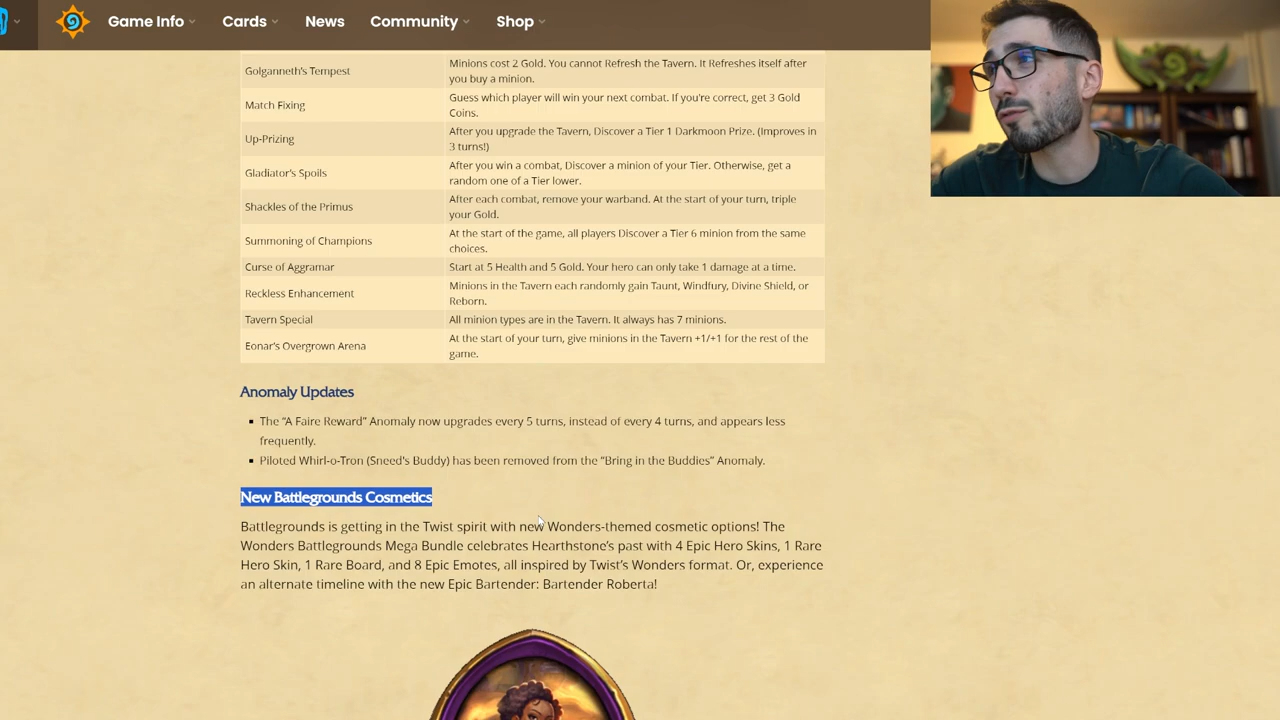 Game Info Cards News Community Shop
Golganneth's Tempest
Minions cost 2 Gold. You cannot Refresh the Tavern. It Refreshes itself after
you buy a minion.
Match Fixing
Guess which player will win your next combat. If you're correct, get 3 Gold
Coins.
Up-Prizing
After you upgrade the Tavern, Discover a Tier 1 Darkmoon Prize. (Improves in
3 turns!)
Gladiator's Spoils
After you win a combat, Discover a minion of your Tier. Otherwise, get a
random one of a Tier lower.
Shackles of the Primus
After each combat, remove your warband. At the start of your turn, triple
your Gold.
Summoning of Champions
At the start of the game, all players Discover a Tier 6 minion from the same
choices.
Curse of Aggramar
Start at 5 Health and 5 Gold. Your hero can only take 1 damage at a time.
Reckless Enhancement
Minions in the Tavern each randomly gain Taunt, Windfury, Divine Shield, or
Reborn.
Tavern Special
All minion types are in the Tavern. It always has 7 minions.
Eonar's Overgrown Arena
At the start of your turn, give minions in the Tavern +1/+1 for the rest of the
game.
Anomaly Updates
The “A Faire Reward” Anomaly now upgrades every 5 turns, instead of every 4 turns, and appears less
frequently.
Piloted Whirl-o-Tron (Sneed's Buddy) has been removed from the “Bring in the Buddies” Anomaly.
New Battlegrounds Cosmetics
Battlegrounds is getting in the Twist spirit with new Wonders-themed cosmetic options! The
Wonders Battlegrounds Mega Bundle celebrates Hearthstone’s past with 4 Epic Hero Skins, 1 Rare
Hero Skin, 1 Rare Board, and 8 Epic Emotes, all inspired by Twist’s Wonders format. Or, experience
an alternate timeline with the new Epic Bartender: Bartender Roberta!